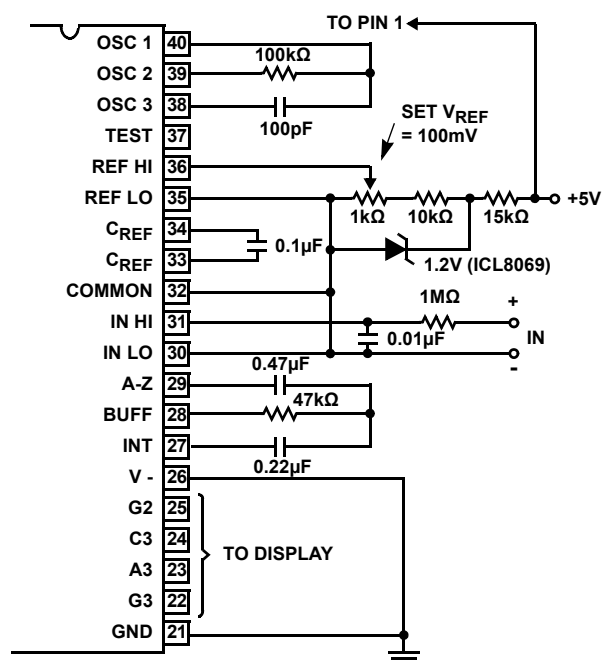 TO PIN 1
OSC 1 40
100kΩ
OSC 2 39
OSC 3 38
100pF
SET VREF
= 100mV
TEST 37
REF HI 36
REF LO 35
+5V
1kΩ 10kΩ 15kΩ
CREF 34
0.1µF
CREF 33
1.2V (ICL8069)
COMMON 32
1MΩ
+
IN HI 31
IN
0.01µF
IN LO 30
-
0.47µF
A-Z 29
47kΩ
BUFF 28
INT 27
0.22µF
V - 26
G2 25
C3 24
TO DISPLAY
A3 23
G3 22
GND 21